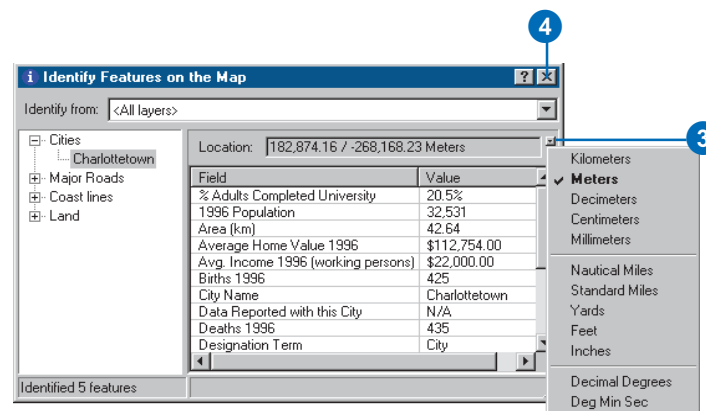 4
Identify Features on the Map
Identify from: <All layers>
Cities
Charlottetown
Major Roads
Coast lines
Land
Location: 182,874.16 / -268,168.23 Meters
3
Field Value
% Adults Completed University 20.5%
1996 Population 32,531
Area (km) 42.64
Average Home Value 1996 $112,754.00
Avg. Income 1996 (working persons) $22,000.00
Births 1996 425
City Name Charlottetown
Data Reported with this City N/A
Deaths 1996 435
Designation Term City
Identified 5 features
Kilometers
Meters
Decimeters
Centimeters
Millimeters
Nautical Miles
Standard Miles
Yards
Feet
Inches
Decimal Degrees
Deg Min Sec